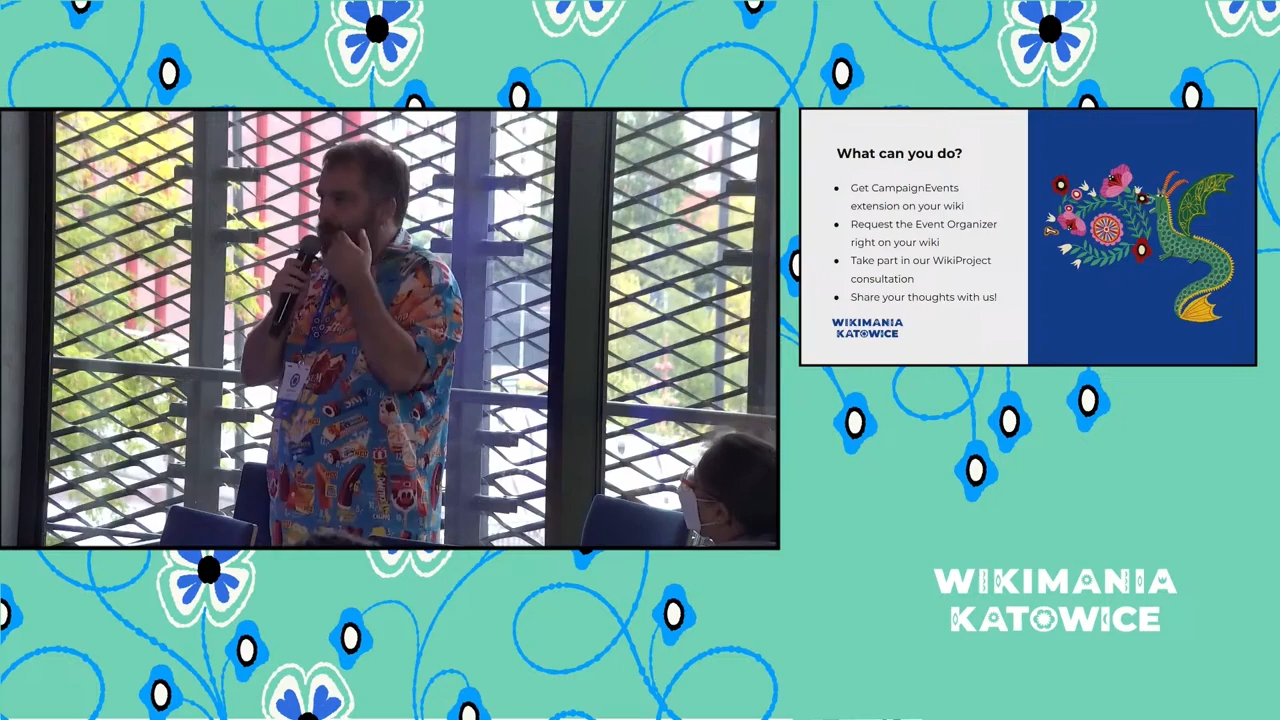 What can you do?
● Get CampaignEvents
extension on your wiki
● Request the Event Organizer
right on your wiki
● Take part in our WikiProject
consultation
● Share your thoughts with us!
WIKIMANIA
KATOWICE
WIKIMANIA
KATOWICE